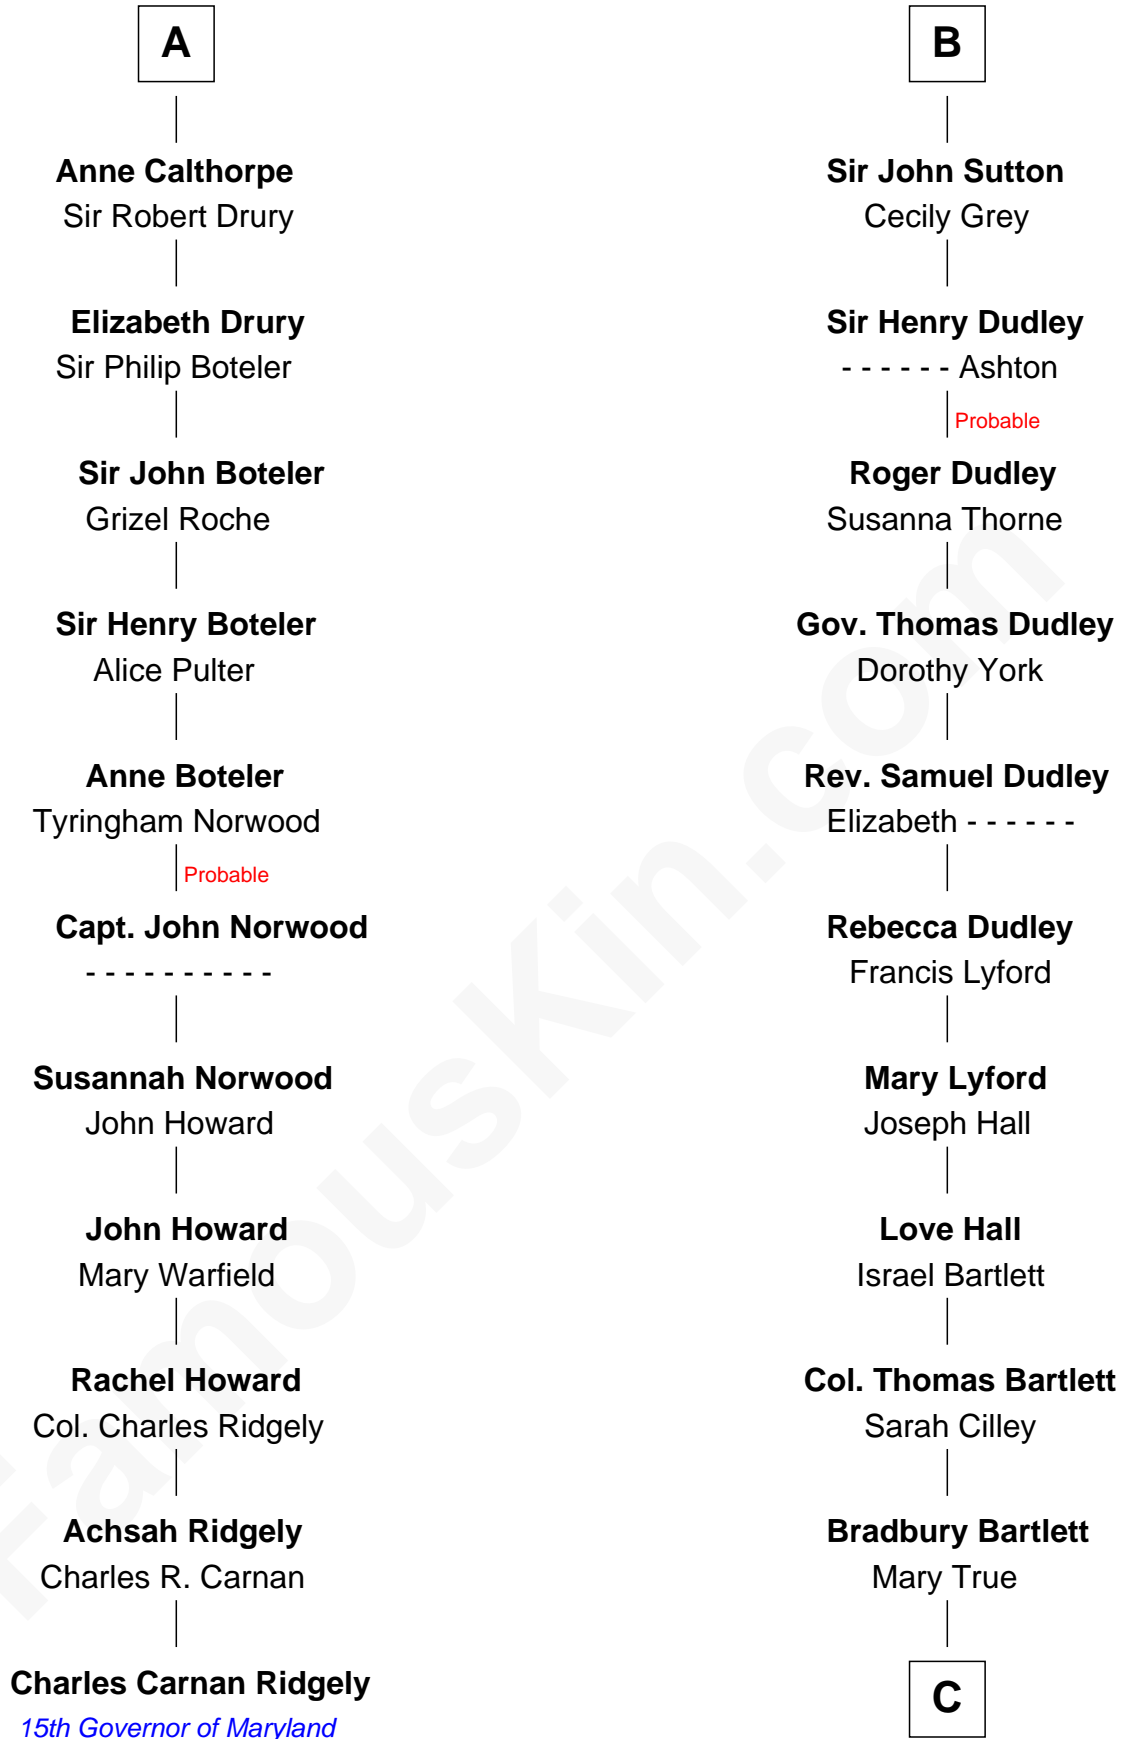 A
Anne Calthorpe
Sir Robert Drury
Elizabeth Drury
Sir Philip Boteler
Sir John Boteler
Grizel Roche
Sir Henry Boteler
Alice Pulter
Anne Boteler
Tyringham Norwood
Probable
Capt. John Norwood
- - - - - - - - - -
Susannah Norwood
John Howard
John Howard
Mary Warfield
Rachel Howard
Col. Charles Ridgely
Achsah Ridgely
Charles R. Carnan
Charles Carnan Ridgely
15th Governor of Maryland
B
Sir John Sutton
Cecily Grey
Sir Henry Dudley
- - - - - - Ashton
Probable
Roger Dudley
Susanna Thorne
Gov. Thomas Dudley
Dorothy York
Rev. Samuel Dudley
Elizabeth - - - - - -
Rebecca Dudley
Francis Lyford
Mary Lyford
Joseph Hall
Love Hall
Israel Bartlett
Col. Thomas Bartlett
Sarah Cilley
Bradbury Bartlett
Mary True
C
FamousKin.com